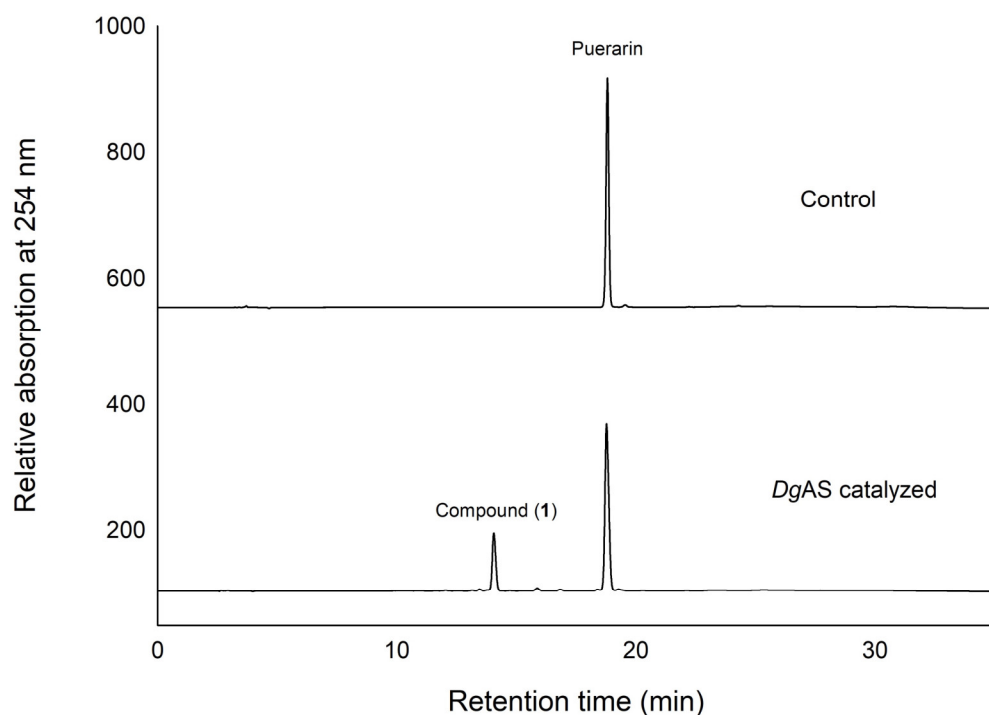 1000
Puerarin
800
Control
600
Relative absorption at 254 nm
400
DgAS catalyzed
Compound (1)
200
0
10
20
30
Retention time (min)